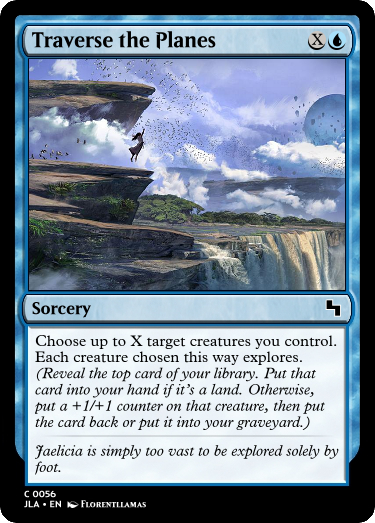 Traverse the Planes X
Sorcery
Choose up to X target creatures you control.
Each creature chosen this way explores.
(Reveal the top card of your library. Put that
card into your hand if it's a land. Otherwise,
put a +1/+1 counter on that creature, then put
the card back or put it into your graveyard.)
Jaelicia is simply too vast to be explored solely by
foot.
C 0056
JLA • EN FLORENTLLAMAS